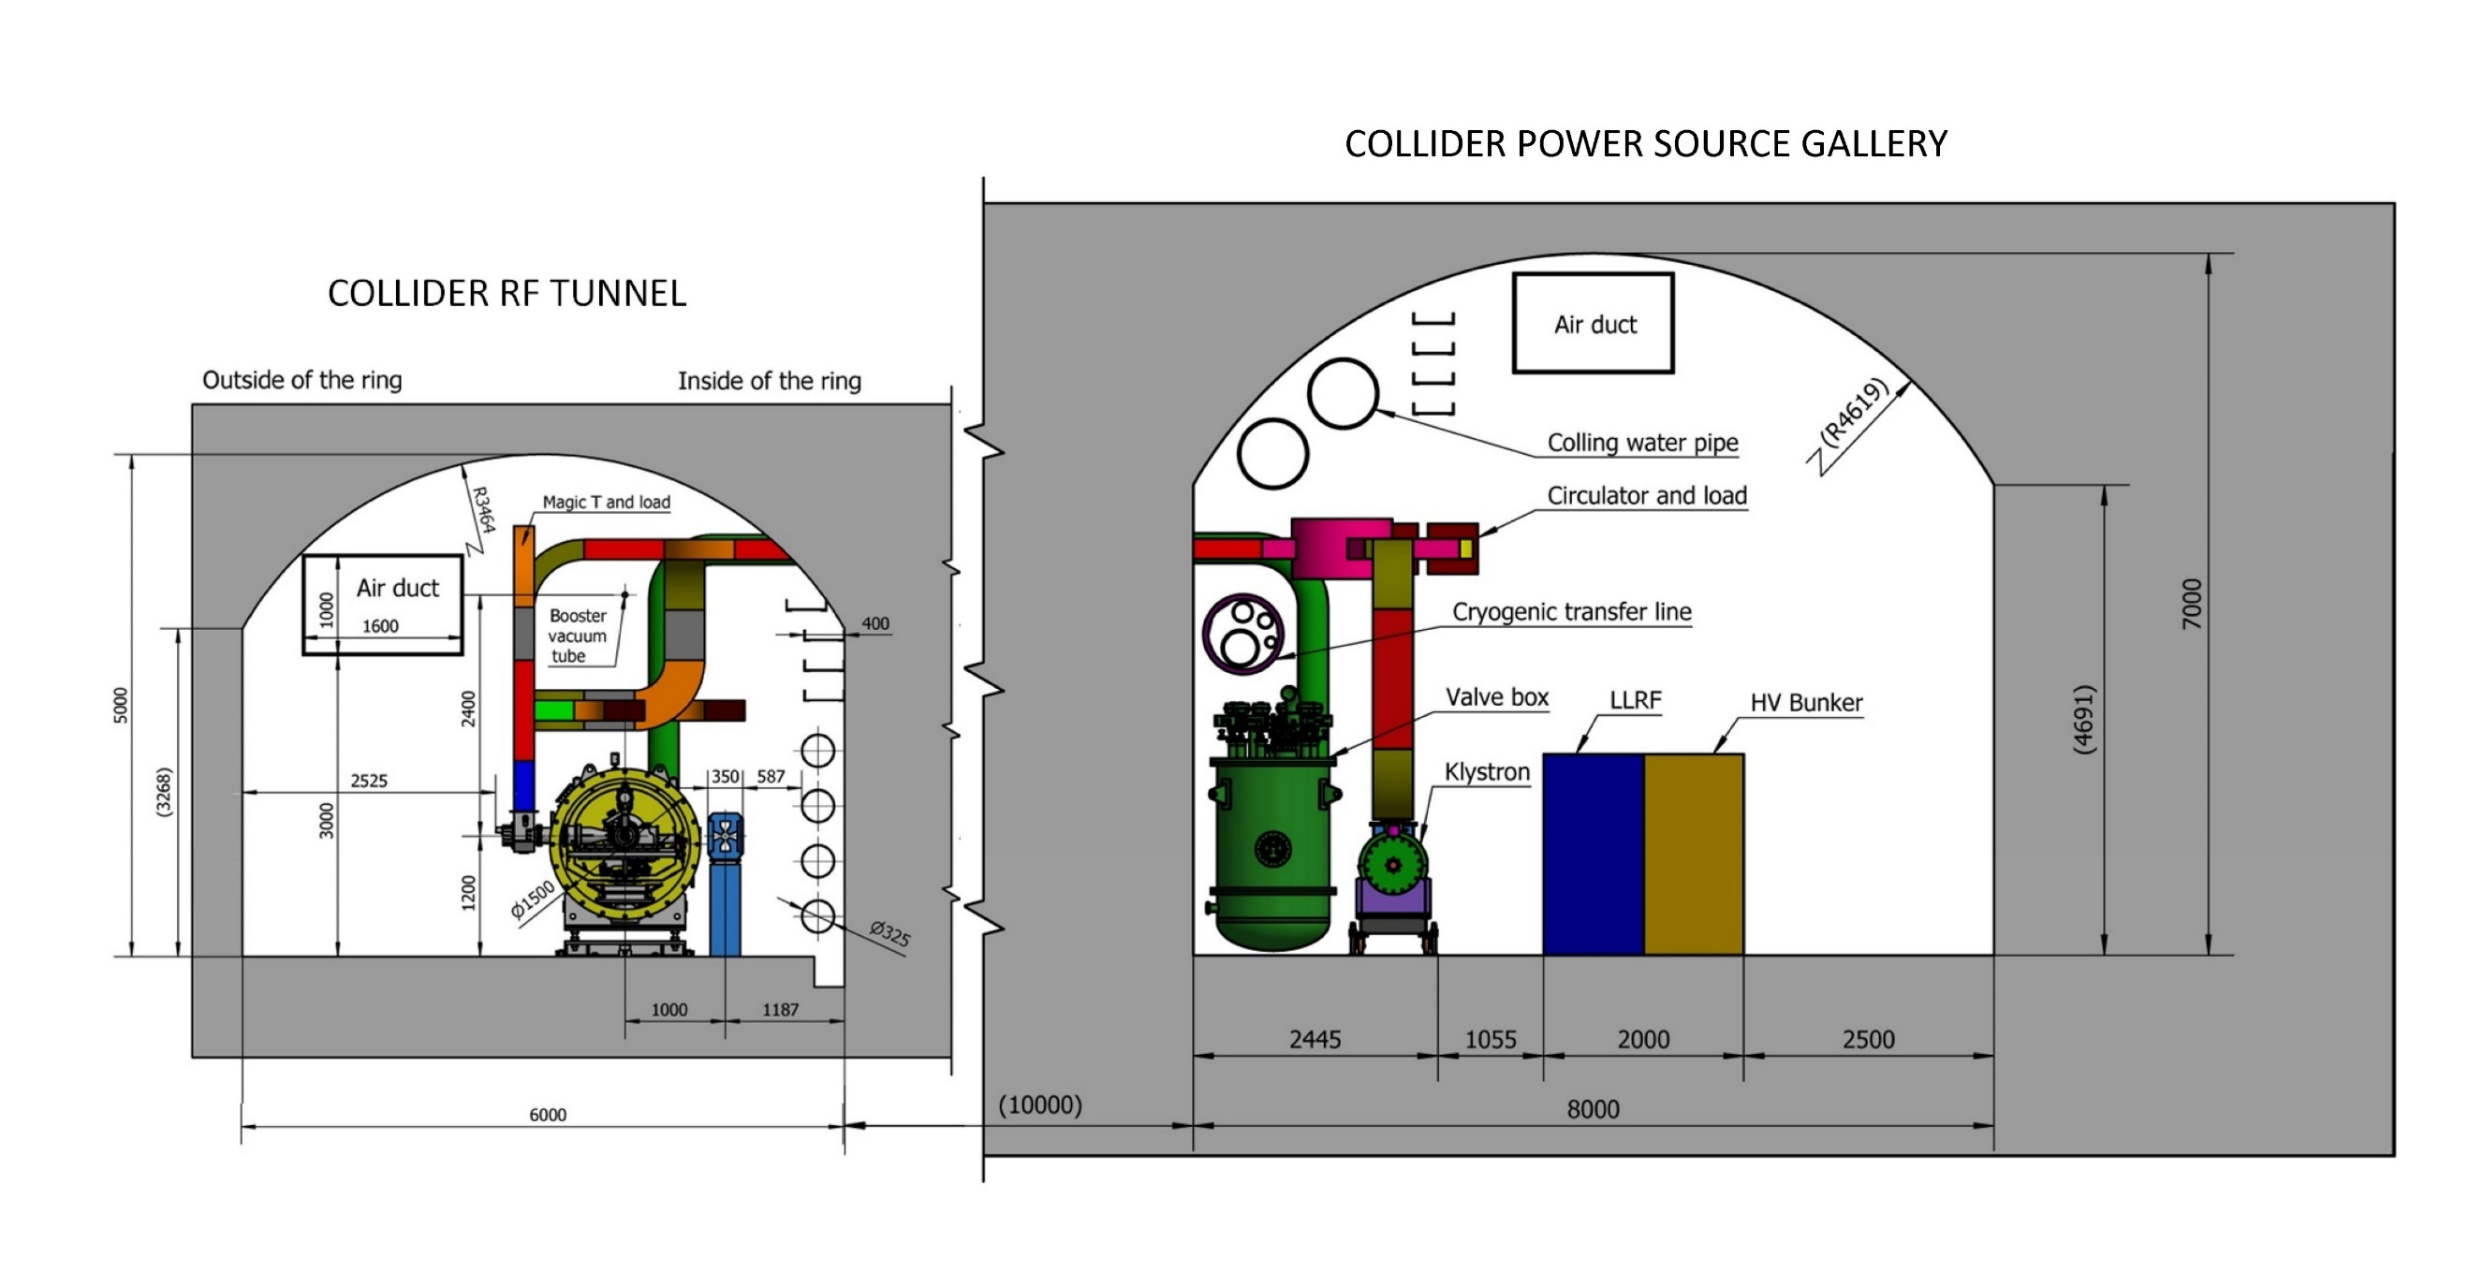 COLLIDER POWER SOURCE GALLERY
COLLIDER RF TUNNEL
Outside of the ring
Inside of the ring
R3464
Magic T and load
Air duct
1000
1600
Booster
vacuum
tube
400
5000
(3268)
2400
2525
3000
350
587
1200
Ø1500
Ø325
1000
1187
6000
(10000)
Air duct
Colling water pipe
(R4619)
Circulator and load
Cryogenic transfer line
Valve box
LLRF
HV Bunker
Klystron
7000
(4691)
2445
1055
2000
2500
8000